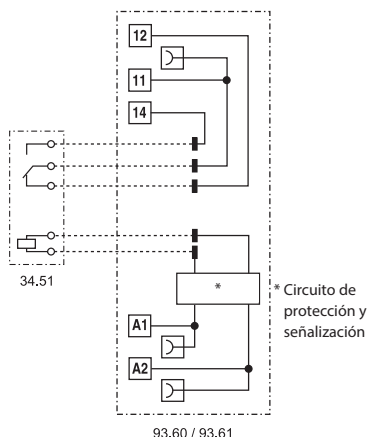 12
11
14
34.51
*
* Circuito de
protección y
señalización
A1
A2
93.60 / 93.61